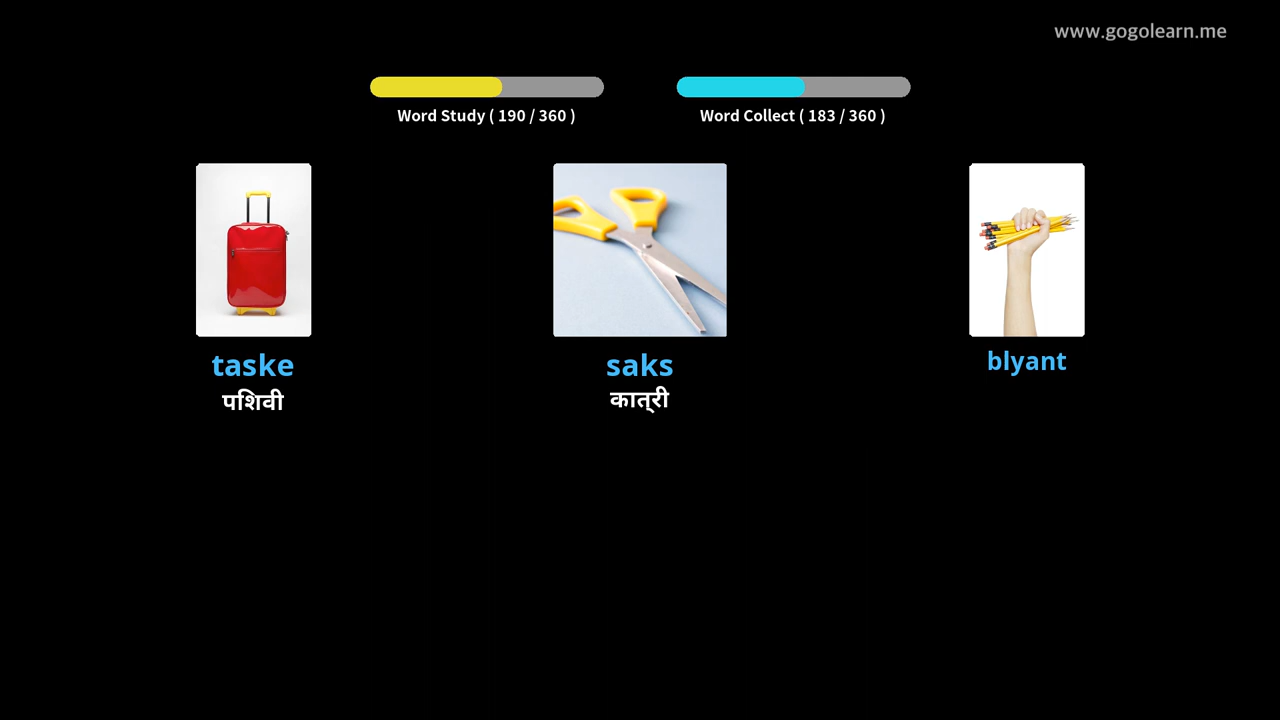 www.gogolearn.me
Word Study ( 190 / 360 )
Word Collect ( 183 / 360 )
taske
saks
blyant
पशिवी
कात्री